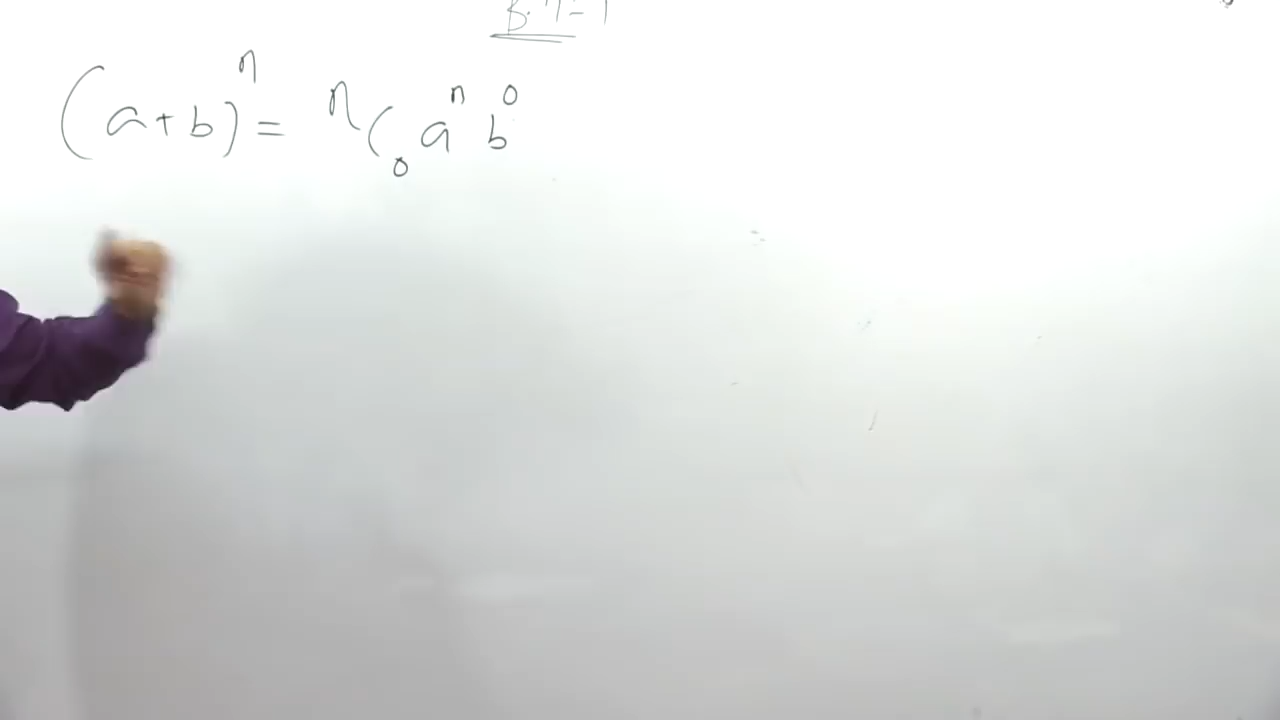 (a+b)ⁿ = ⁿC₀ aⁿ b⁰